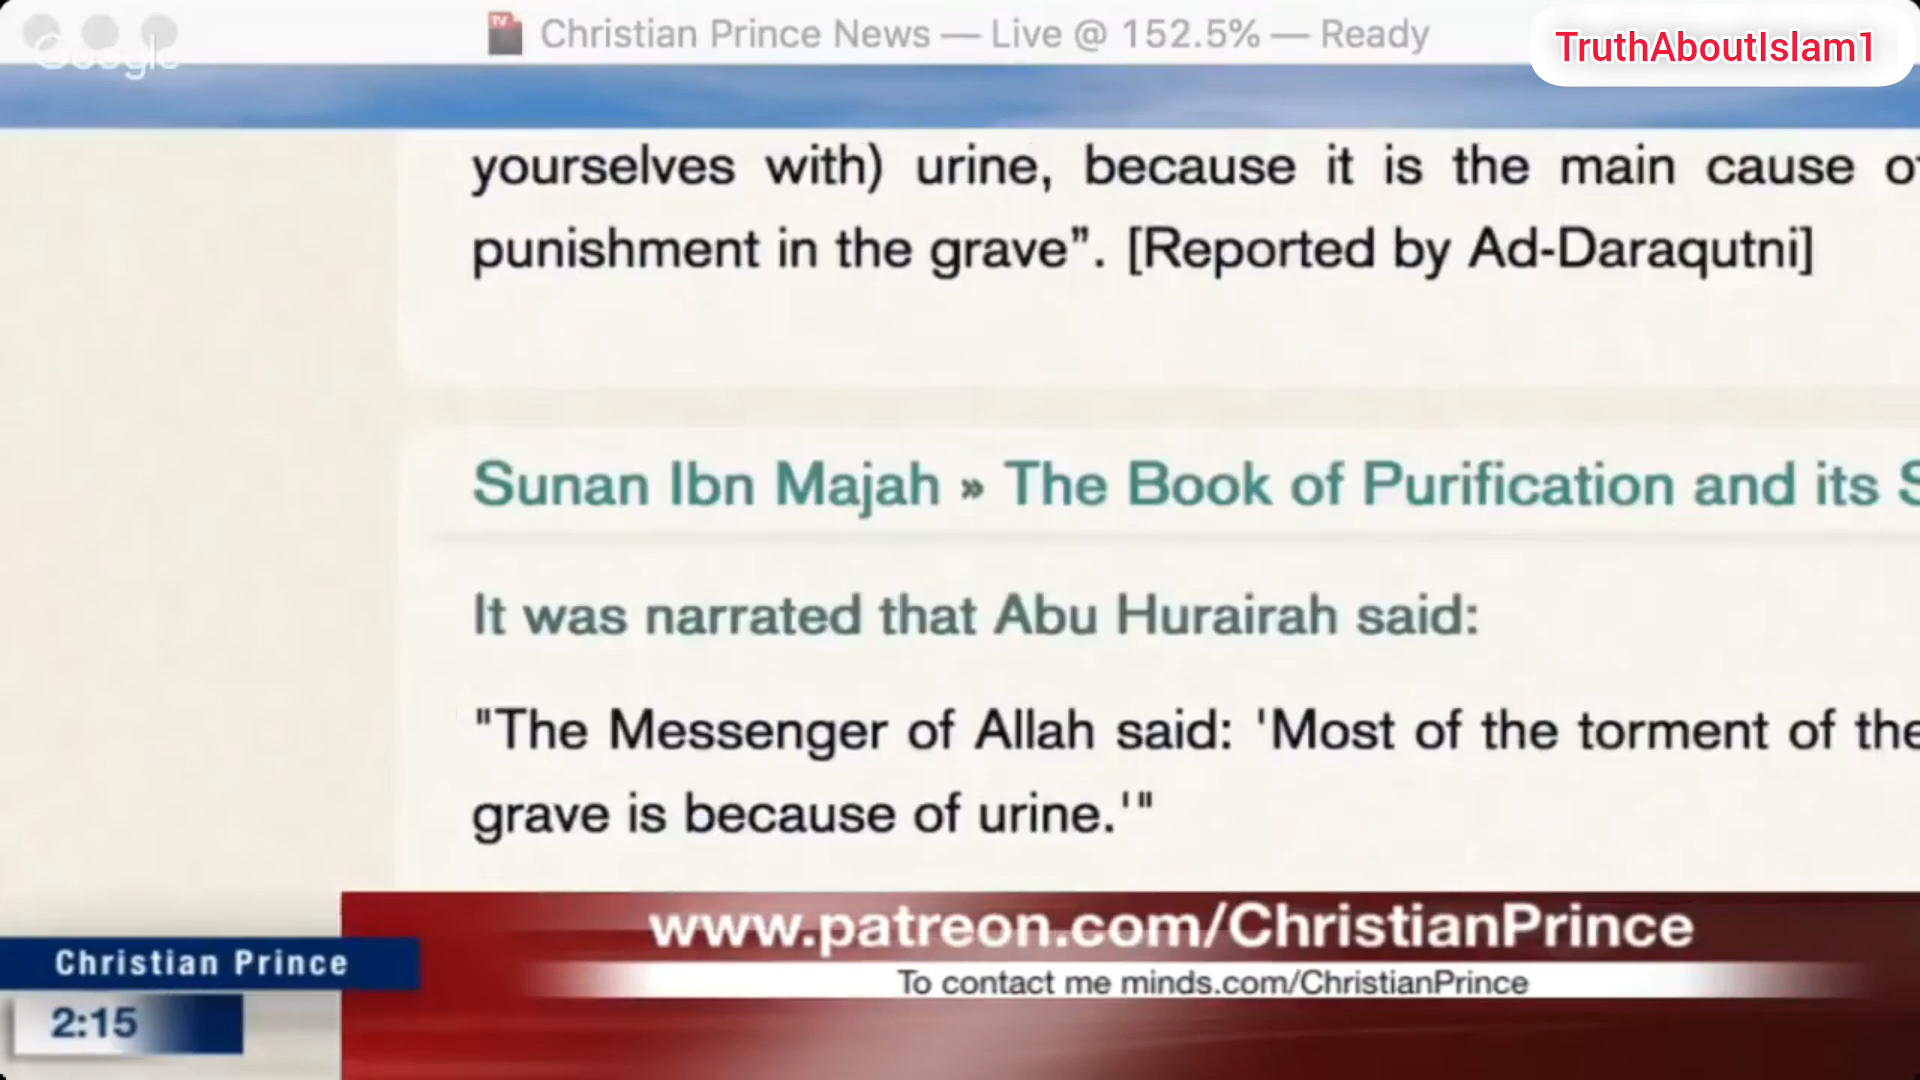 Christian Prince News — Live @ 152.5% — Ready
Google
TruthAboutIslam1
yourselves with) urine, because it is the main cause
punishment in the grave”. [Reported by Ad-Daraqutni]
Sunan Ibn Majah » The Book of Purification and its
It was narrated that Abu Hurairah said:
"The Messenger of Allah said: 'Most of the torment of the
grave is because of urine.'"
www.patreon.com/ChristianPrince
To contact me minds.com/ChristianPrince
Christian Prince
2:15